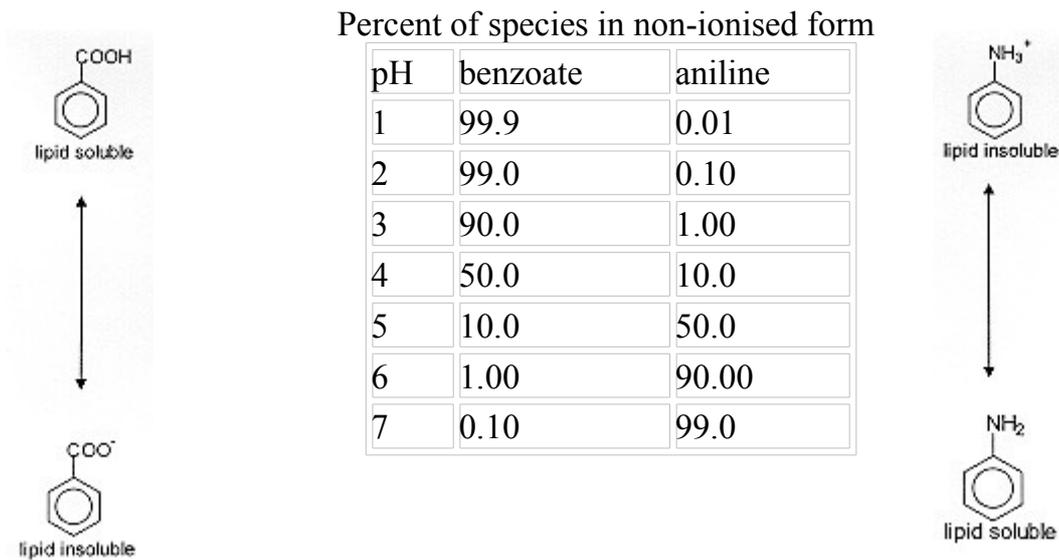 Percent of species in non-ionised form
COOH
lipid soluble
COO-
lipid insoluble
pH benzoate aniline
1 99.9 0.01
2 99.0 0.10
3 90.0 1.00
4 50.0 10.0
5 10.0 50.0
6 1.00 90.00
7 0.10 99.0
NH₃⁺
lipid insoluble
NH₂
lipid soluble